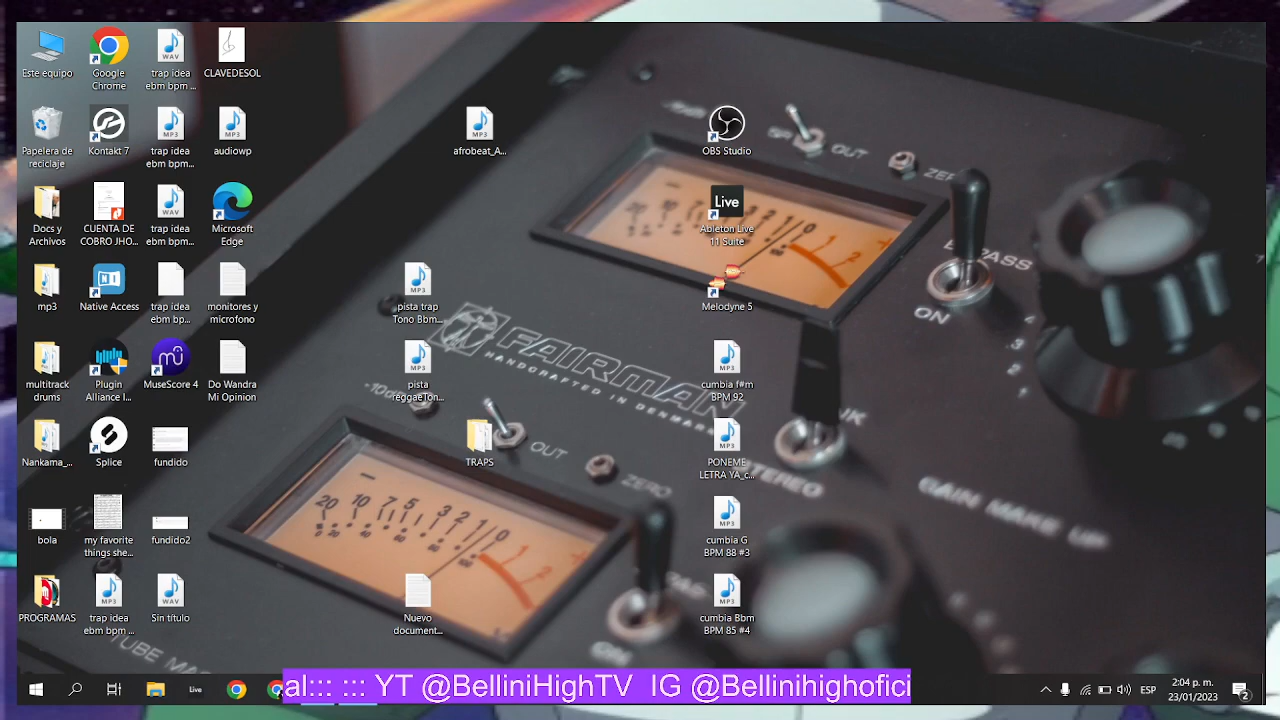 Este equipo
Google
Chrome
trap idea
ebm bpm ...
CLAVEDESOL
Papelera de
reciclaje
Kontakt 7
trap idea
ebm bpm...
audiowp
afrobeat_A...
OBS Studio
Doc y
Archivos
CUENTA DE
COBRO JHO...
trap idea
ebm bpm...
Microsoft
Edge
Live
Ableton Live
11 Suite
mp3
Native Access
trap idea
ebm bpm ...
monitores y
microfono
pista trap
Tono Bbm...
Melodyne 5
multitrack
drums
Plugin
Alliance I...
MuseScore 4
Do Wandra
Mi Opinion
pista
reggaeTon...
cumbia f#m
BPM 92
Nankama_...
Splice
fundido
TRAPS
PONEME
LETRA YA_c...
bola
my favorite
things she...
fundido2
cumbia G
BPM 88 #3
PROGRAMAS
trap idea
ebm bpm ...
Sin título
Nuevo
document...
cumbia Bbm
BPM 85 #4
OUT
BYPASS
ON
FAIRMAN
HANDCRAFTED IN DENMARK
OUT
ZERO
STEREO
GAIN MAKE UP
20 10 7 5 3 2 1 0
ON
al::: ::: YT @BelliniHighTV IG @Bellinihighofici
Live
ESP
2:04 p. m.
23/01/2023
2